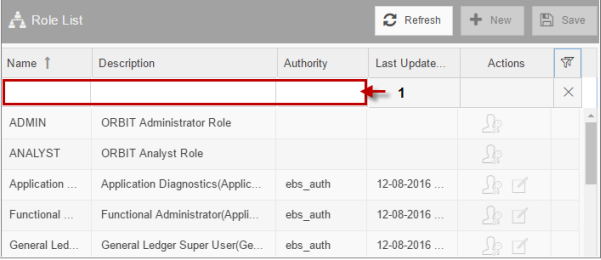 Role List Refresh New Save
Name Description Authority Last Update... Actions
1
ADMIN ORBIT Administrator Role
ANALYST ORBIT Analyst Role
Application ... Application Diagnostics(Applic... ebs_auth 12-08-2016 ...
Functional ... Functional Administrator(Appli... ebs_auth 12-08-2016 ...
General Led... General Ledger Super User(Ge... ebs_auth 12-08-2016 ...